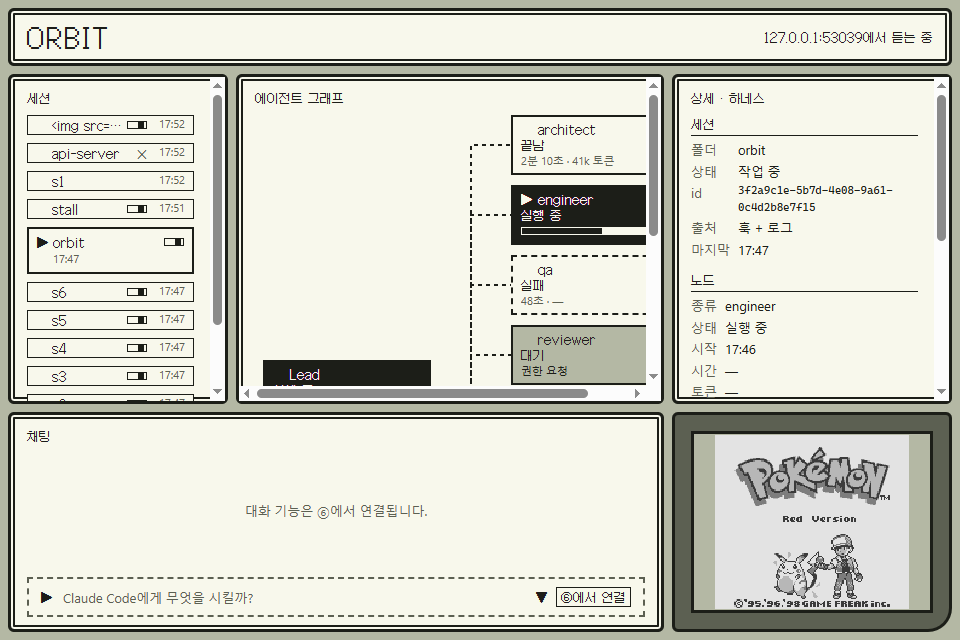 ORBIT
127.0.0.1:53039에서 듣는 중
세션
<img src=⋯ 17:52
api-server × 17:52
s1 17:52
stall 17:51
▶ orbit
17:47
s6 17:47
s5 17:47
s4 17:47
s3 17:47
에이전트 그래프
architect
끝남
2분 10초 · 41k 토큰
▶ engineer
실행 중
qa
실패
48초 · —
reviewer
대기
권한 요청
Lead
상세 · 하네스
세션
폴더 orbit
상태 작업 중
id 3f2a9c1e-5b7d-4e08-9a61-
0c4d2b8e7f15
출처 훅 + 로그
마지막 17:47
노드
종류 engineer
상태 실행 중
시작 17:46
시간 —
토큰 —
채팅
대화 기능은 ⑥에서 연결됩니다.
▶ Claude Code에게 무엇을 시킬까?
▼ ⑥에서 연결
POKéMON
TM
Red Version
©'95.'96.'98 GAME FREAK inc.